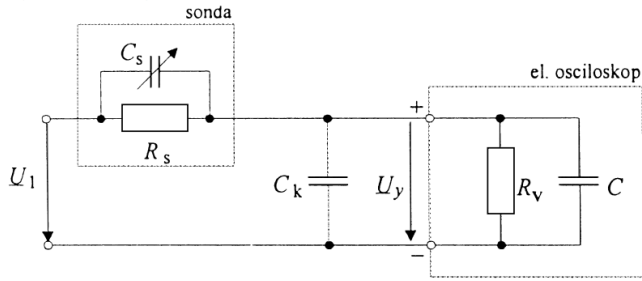 sonda
el. osciloskop
C_s
R_s
U_1
C_k
+
U_y
−
R_v
C